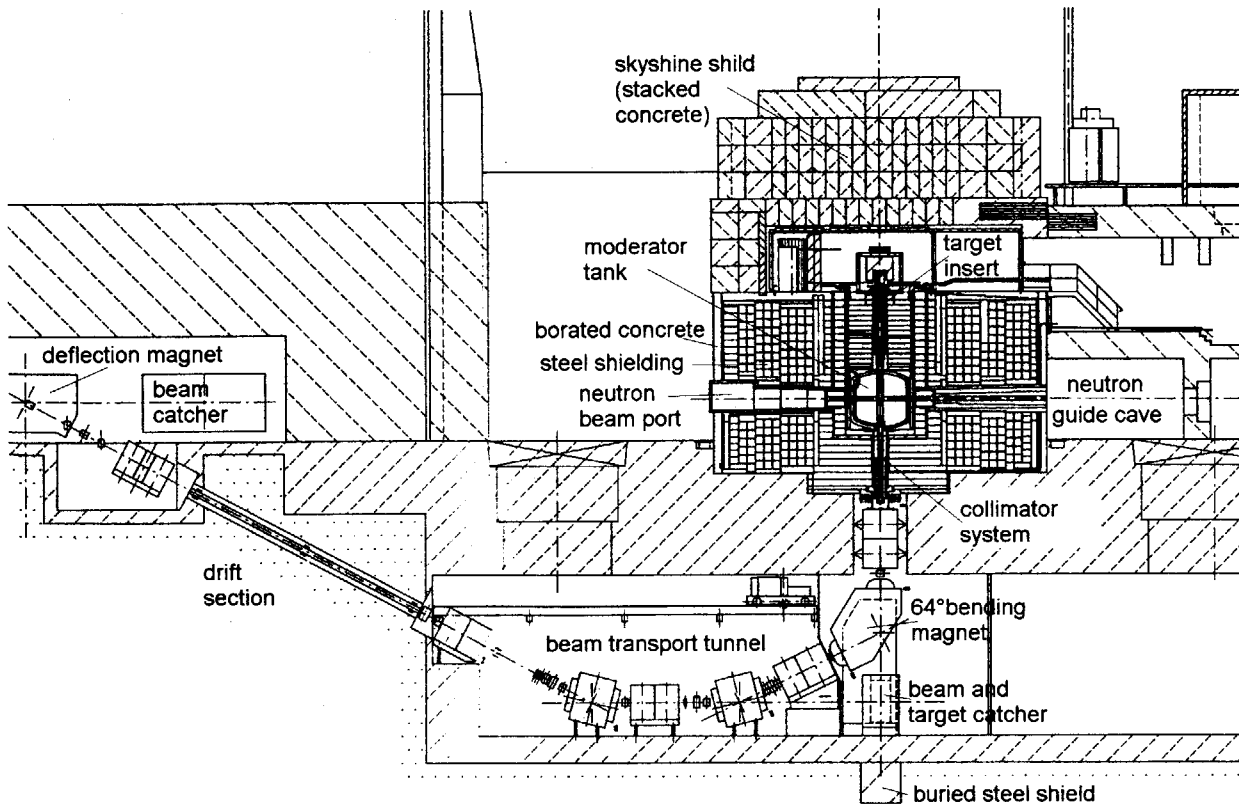 skyshine shild
(stacked
concrete)
moderator
tank
target
insert
borated concrete
steel shielding
neutron
beam port
neutron
guide cave
deflection magnet
beam
catcher
collimator
system
drift
section
64°bending
magnet
beam transport tunnel
beam and
target catcher
buried steel shield